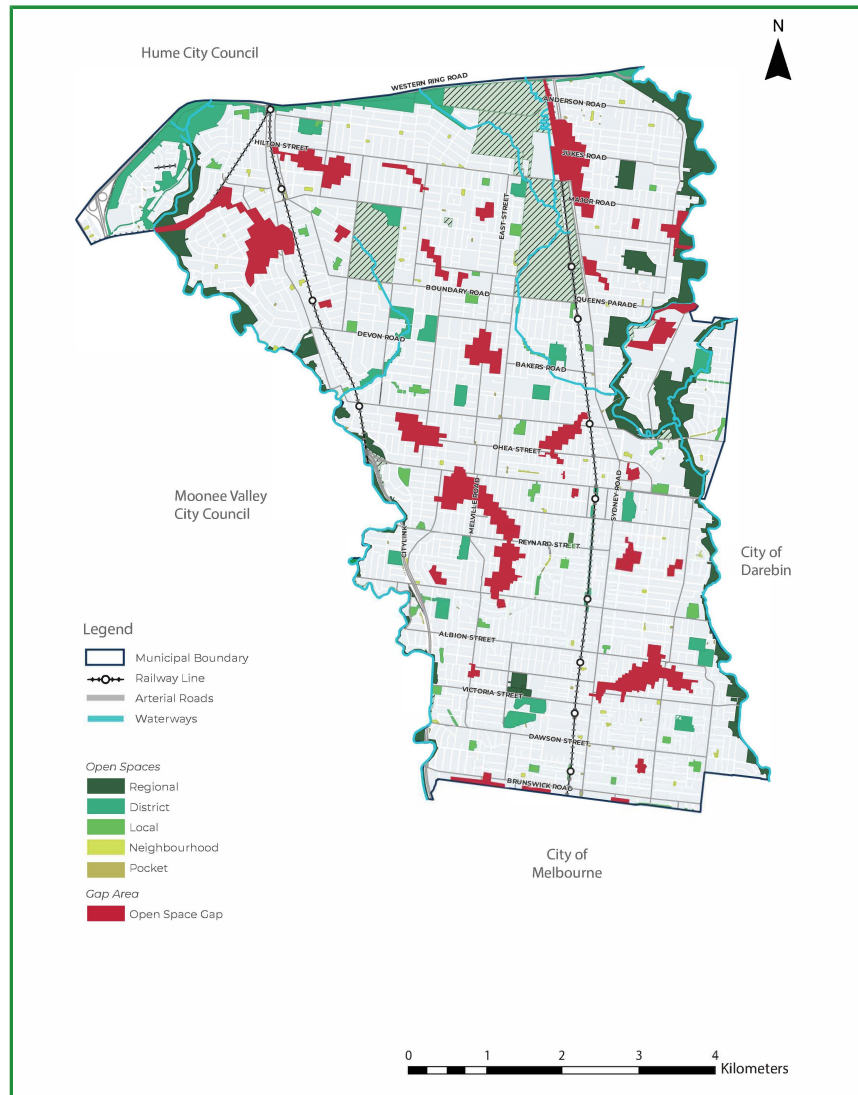 Hume City Council
N
WESTERN RING ROAD
ANDERSON ROAD
HILTON STREET
JUKES ROAD
MAJOR ROAD
EAST STREET
BOUNDARY ROAD
QUEENS PARADE
DEVON ROAD
BAKERS ROAD
OHEA STREET
Moonee Valley
City Council
MELVILLE ROAD
SYDNEY ROAD
CITYLINK
REYNARD STREET
City of
Darebin
Legend
Municipal Boundary
Railway Line
Arterial Roads
Waterways
ALBION STREET
VICTORIA STREET
DAWSON STREET
BRUNSWICK ROAD
Open Spaces
Regional
District
Local
Neighbourhood
Pocket
Gap Area
Open Space Gap
City of
Melbourne
0 1 2 3 4
Kilometers